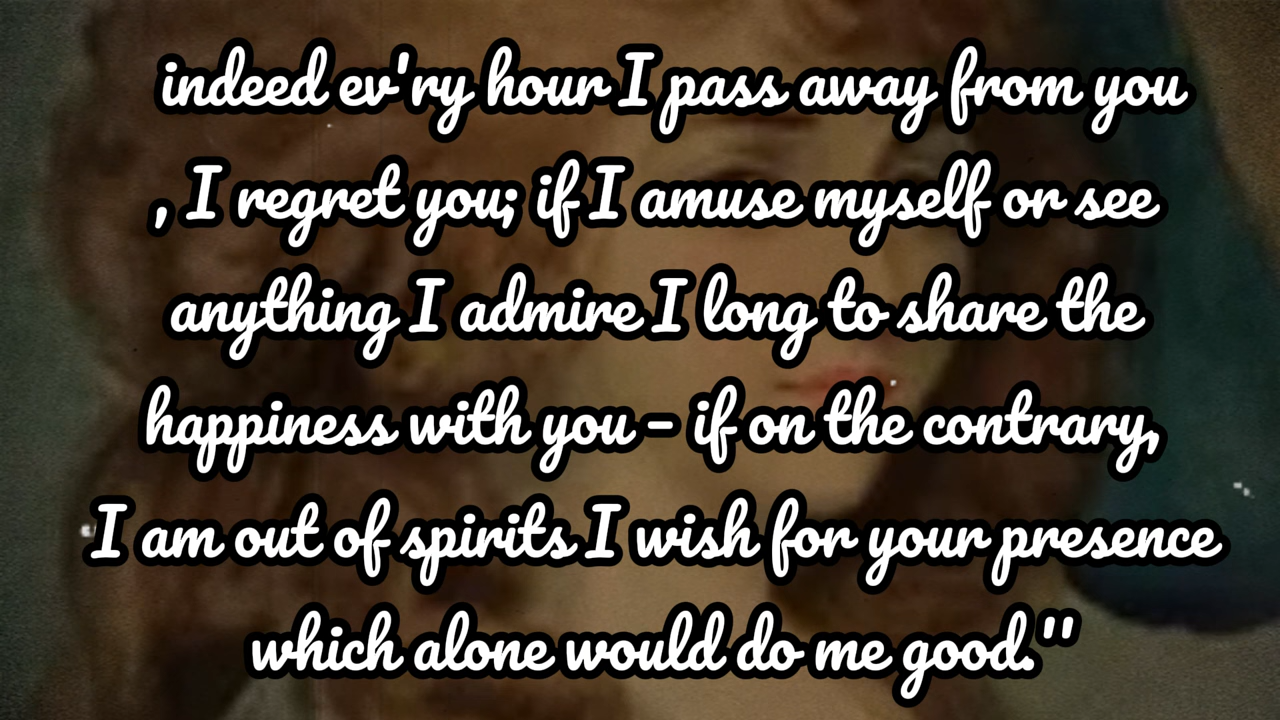 indeed ev'ry hour I pass away from you
, I regret you; if I amuse myself or see
anything I admire I long to share the
happiness with you – if on the contrary,
I am out of spirits I wish for your presence
which alone would do me good."